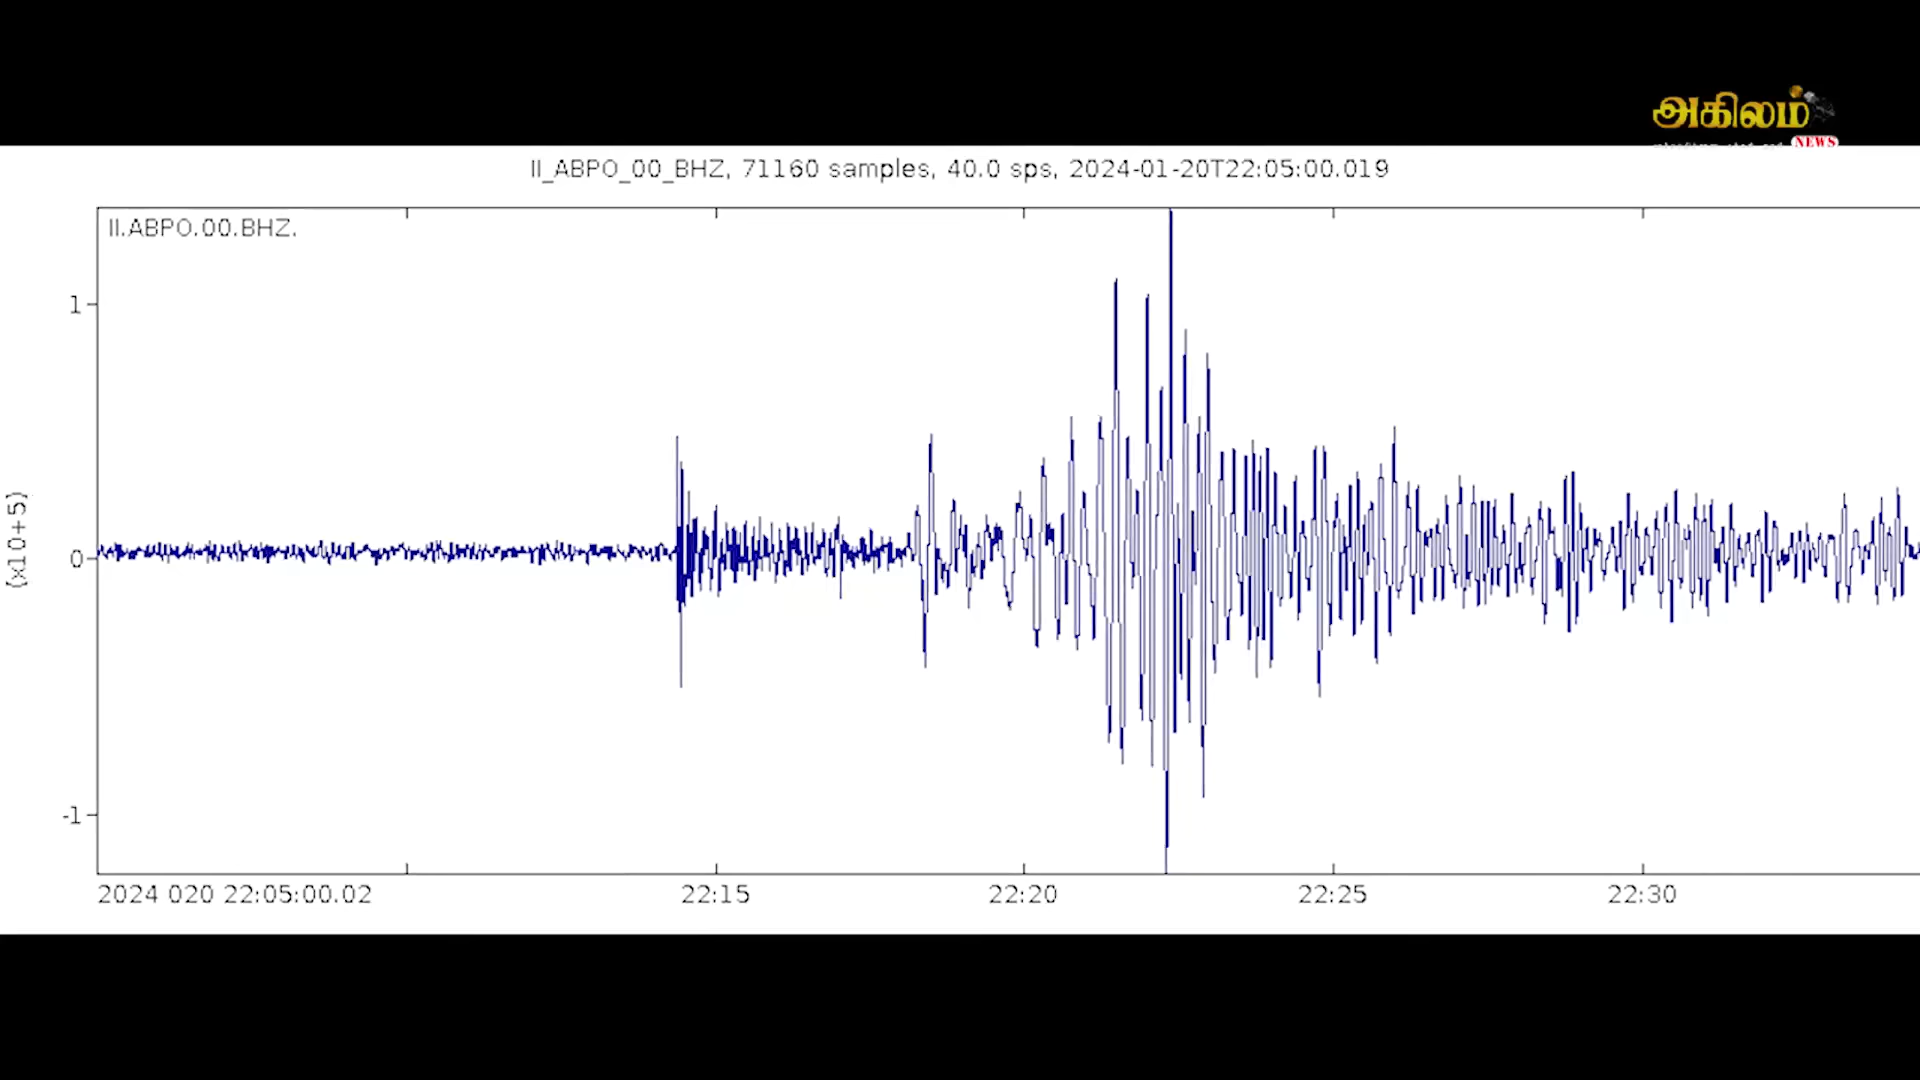 அகிலம்
NEWS
II_ABPO_00_BHZ, 71160 samples, 40.0 sps, 2024-01-20T22:05:00.019
II.ABPO.00.BHZ.
1
0
-1
(x10+5)
2024 020 22:05:00.02 22:15 22:20 22:25 22:30